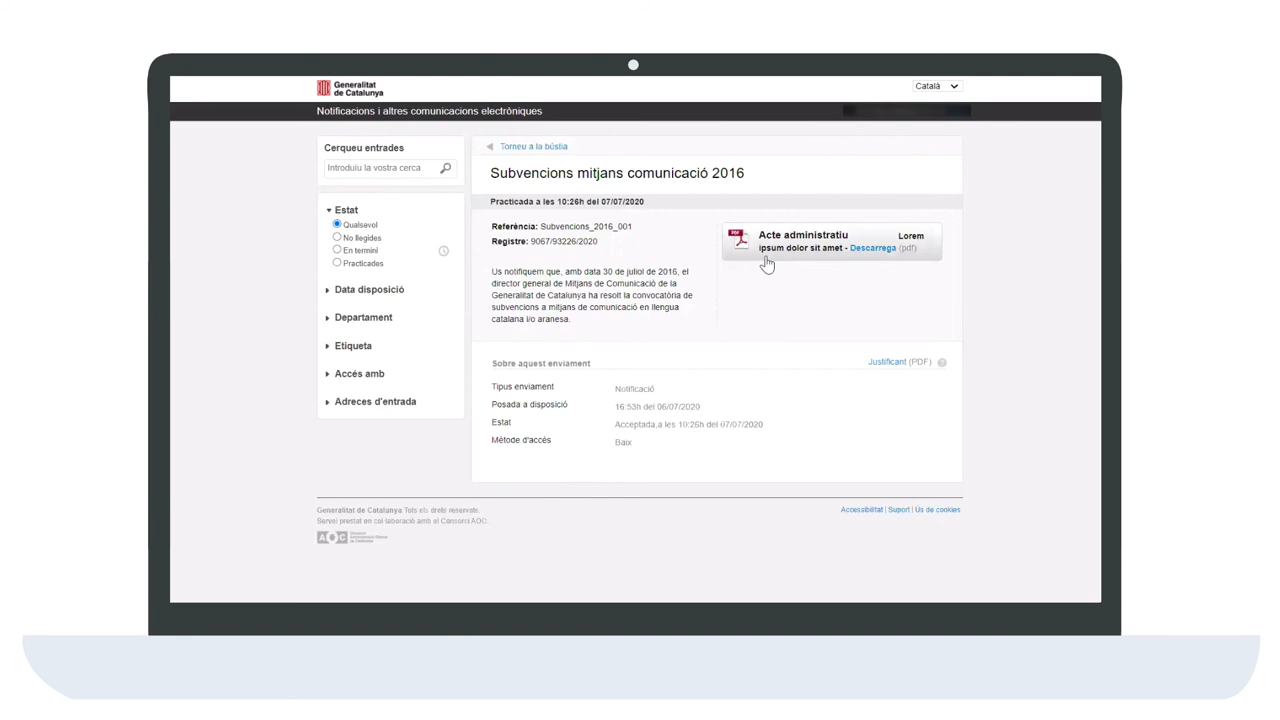 Generalitat
de Catalunya
Català
Notificacions i altres comunicacions electròniques
Cerqueu entrades
Introduïu la vostra cerca
Estat
Qualsevol
No llegides
En termini
Practicades
Data disposició
Departament
Etiqueta
Accés amb
Adreces d'entrada
Torneu a la bústia
Subvencions mitjans comunicació 2016
Practicada a les 10:26h del 07/07/2020
Referència: Subvencions_2016_001
Registre: 9067/93226/2020
Us notifiquem que, amb data 30 de juliol de 2016, el
director general de Mitjans de Comunicació de la
Generalitat de Catalunya ha resolt la convocatòria de
subvencions a mitjans de comunicació en llengua
catalana i/o aranesa.
PDF
Acte administratiu Lorem
ipsum dolor sit amet - Descarrega (pdf)
Sobre aquest enviament
Justificant (PDF) ?
Tipus enviament Notificació
Posada a disposició 16:53h del 06/07/2020
Estat Acceptada,a les 10:26h del 07/07/2020
Mètode d'accés Baix
Generalitat de Catalunya Tots els drets reservats.
Servei prestat en col·laboració amb el Consorci AOC.
AOC
Accessibilitat | Suport | Ús de cookies